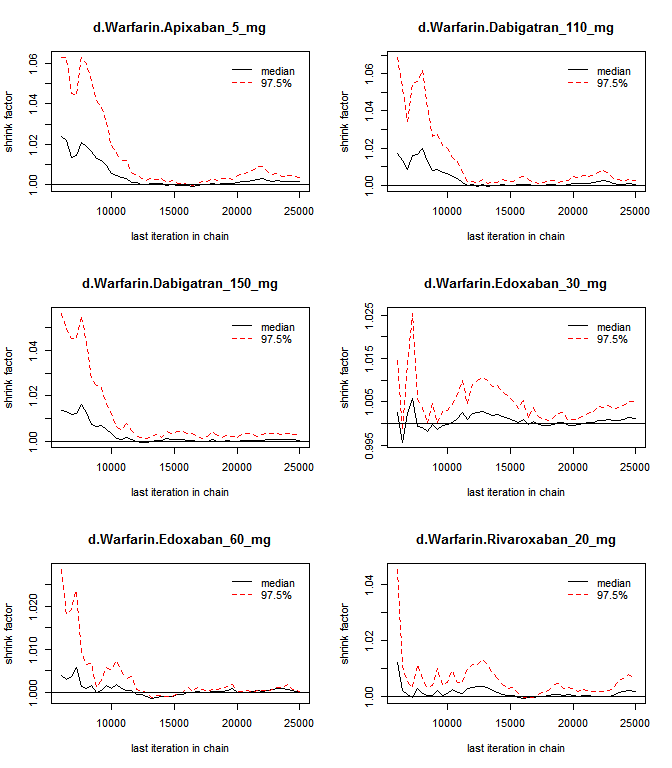 d.Warfarin.Apixaban_5_mg
shrink factor
1.00 1.02 1.04 1.06
median
97.5%
10000 15000 20000 25000
last iteration in chain
d.Warfarin.Dabigatran_110_mg
shrink factor
1.00 1.02 1.04 1.06
median
97.5%
10000 15000 20000 25000
last iteration in chain
d.Warfarin.Dabigatran_150_mg
shrink factor
1.00 1.02 1.04
median
97.5%
10000 15000 20000 25000
last iteration in chain
d.Warfarin.Edoxaban_30_mg
shrink factor
0.995 1.005 1.015 1.025
median
97.5%
10000 15000 20000 25000
last iteration in chain
d.Warfarin.Edoxaban_60_mg
shrink factor
1.000 1.010 1.020
median
97.5%
10000 15000 20000 25000
last iteration in chain
d.Warfarin.Rivaroxaban_20_mg
shrink factor
1.00 1.02 1.04
median
97.5%
10000 15000 20000 25000
last iteration in chain